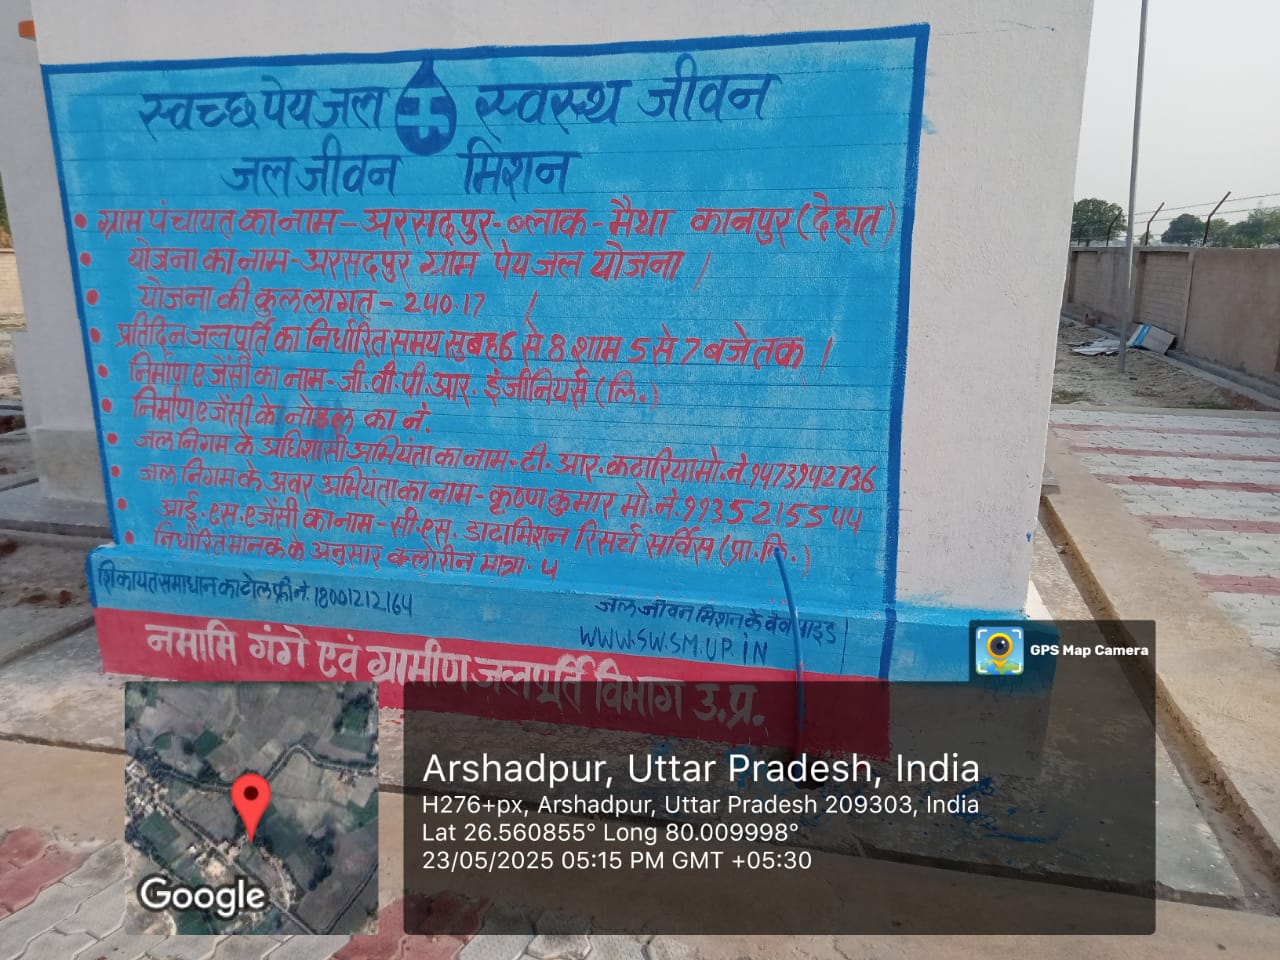 स्वच्छ पेयजल स्वस्थ जीवन
जल जीवन मिशन
• ग्राम पंचायत का नाम - अरसदपुर - ब्लाक - मैथा कानपुर (देहात)
• योजना का नाम - अरसदपुर ग्राम पेयजल योजना |
• योजना की कुल लागत - 240.17 |
• प्रतिदिन जलपूर्ति का निर्धारित समय सुबह 6 से 8 शाम 5 से 7 बजे तक |
• निर्माण एजेंसी का नाम - जी. वी. पी. आर. इंजीनियर्स (लि.)
• निर्माण एजेंसी के नोडल का नं.
• जल निगम के अधिशासी अभियंता का नाम - टी. आर. कटारिया मो. ने. 9473942736
• जल निगम के अवर अभियंता का नाम - कृष्ण कुमार मो. ने. 9935215544
• आई. एस. एजेंसी का नाम - सी. एस. डाटामिशन रिसर्च सर्विस (प्रा. लि.)
• निर्धारित मानक के अनुसार क्लोरीन मात्रा. 4
शिकायत समाधान का टोल फ्री ने. 18001212164
जल जीवन मिशन के वेब साइड
WWW.SWSM.UP.iN
नमामि गंगे एवं ग्रामीण जलपूर्ति विभाग उ.प्र.
GPS Map Camera
Arshadpur, Uttar Pradesh, India
H276+px, Arshadpur, Uttar Pradesh 209303, India
Lat 26.560855° Long 80.009998°
23/05/2025 05:15 PM GMT +05:30
Google